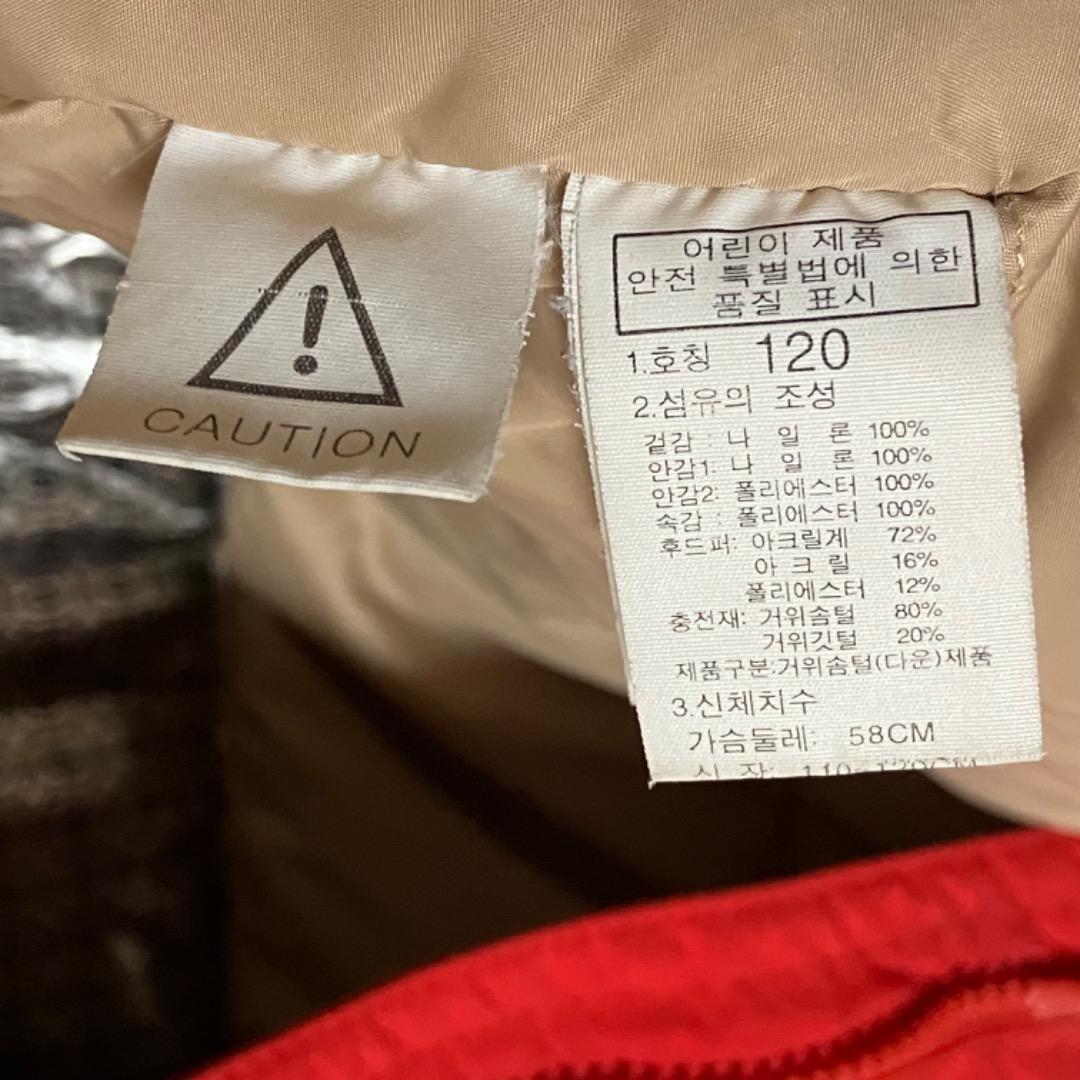 CAUTION
어린이 제품
안전 특별법에 의한
품질 표시
1.호칭 120
2.섬유의 조성
겉감 : 나 일 론 100%
안감1: 나 일 론 100%
안감2: 폴리에스터 100%
속감 : 폴리에스터 100%
후드퍼: 아크릴계 72%
아 크 릴 16%
폴리에스터 12%
충전재: 거위솜털 80%
거위깃털 20%
제품구분:거위솜털(다운)제품
3.신체치수
가슴둘레: 58CM
신 장: 110~120CM